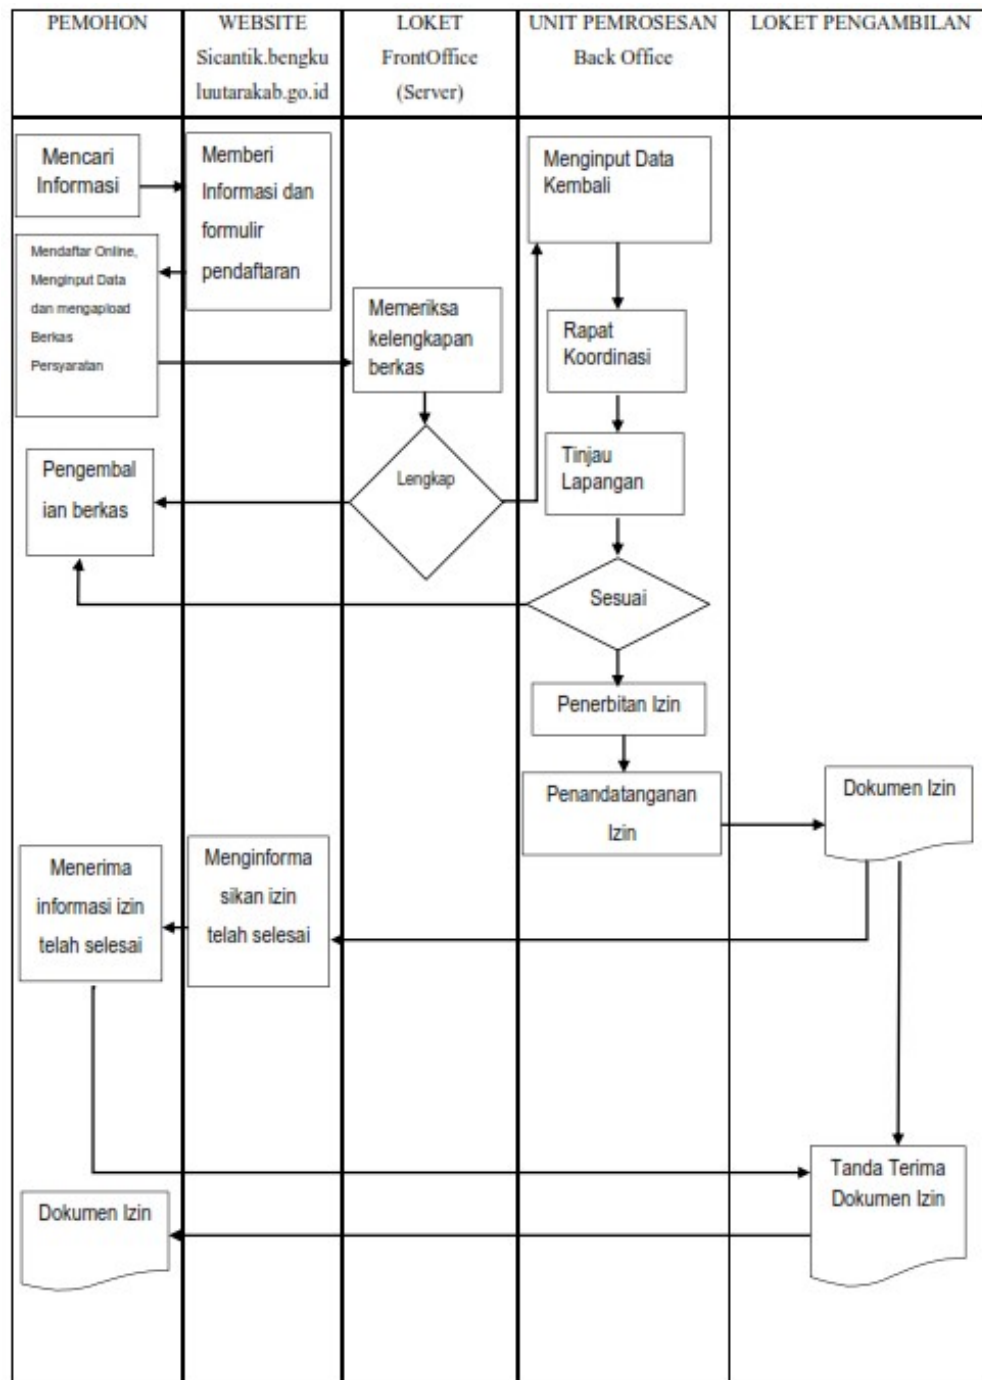 PEMOHON
WEBSITE
Sicantik.bengku
luutarakab.go.id
LOKET
FrontOffice
(Server)
UNIT PEMROSESAN
Back Office
LOKET PENGAMBILAN
Mencari
Informasi
Memberi
Informasi dan
formulir
pendaftaran
Mendaftar Online,
Menginput Data
dan mengapload
Berkas
Persyaratan
Memeriksa
kelengkapan
berkas
Lengkap
Pengembal
ian berkas
Menginput Data
Kembali
Rapat
Koordinasi
Tinjau
Lapangan
Sesuai
Penerbitan Izin
Penandatanganan
Izin
Dokumen Izin
Menginforma
sikan izin
telah selesai
Menerima
informasi izin
telah selesai
Tanda Terima
Dokumen Izin
Dokumen Izin